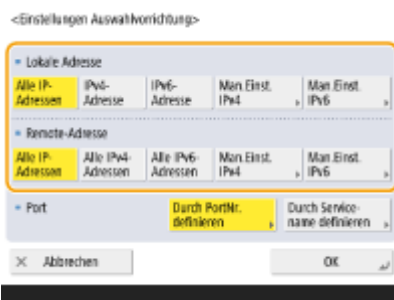 <Einstellungen Auswahlvorrichtung>
Lokale Adresse
Alle IP-
Adressen
IPv4-
Adresse
IPv6-
Adresse
Man.Einst.
IPv4
Man.Einst.
IPv6
Remote-Adresse
Alle IP-
Adressen
Alle IPv4-
Adressen
Alle IPv6-
Adressen
Man.Einst.
IPv4
Man.Einst.
IPv6
Port
Durch PortNr.
definieren
Durch Service-
name definieren
Abbrechen
OK